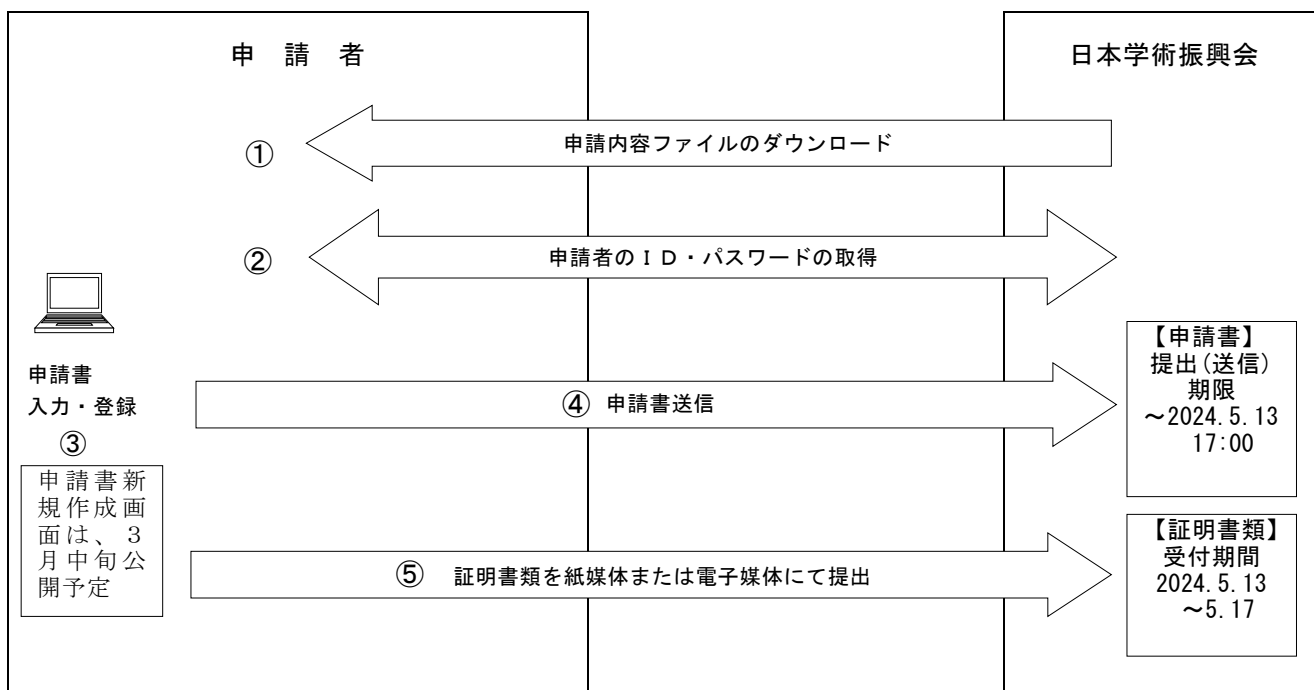 申 請 者
日本学術振興会
① 申請内容ファイルのダウンロード
② 申請者のＩＤ・パスワードの取得
申請書
入力・登録
③
申請書新
規作成画
面は、３
月中旬公
開予定
④ 申請書送信
【申請書】
提出(送信)
期限
～2024.5.13
17:00
⑤ 証明書類を紙媒体または電子媒体にて提出
【証明書類】
受付期間
2024.5.13
～5.17